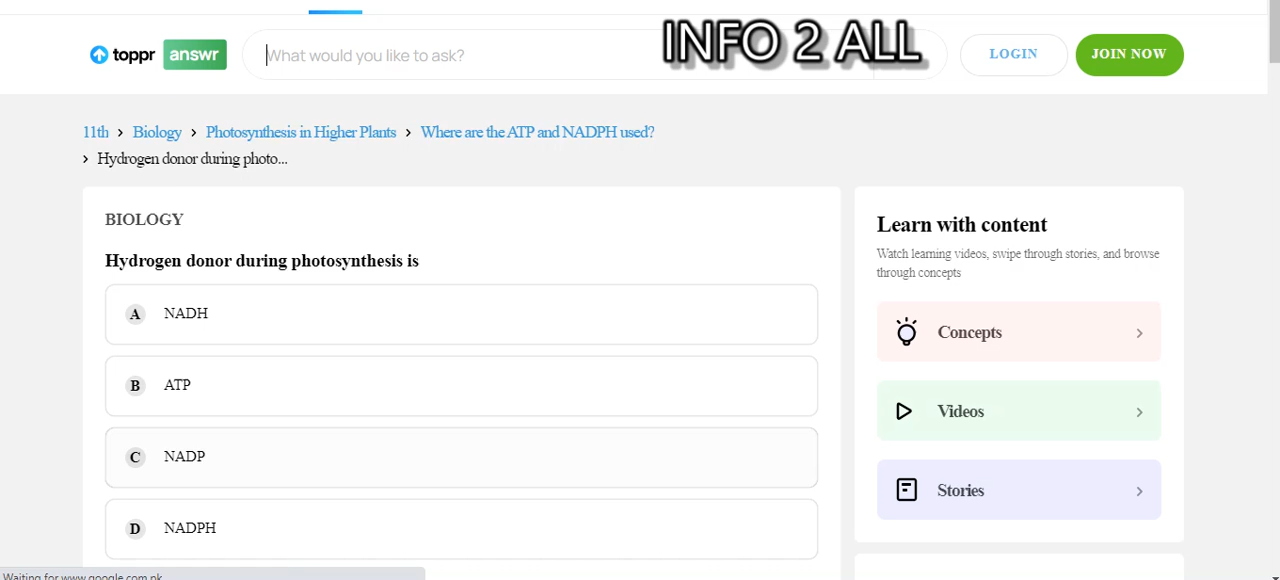 toppr answr
What would you like to ask?
INFO 2 ALL
LOGIN
JOIN NOW
11th › Biology › Photosynthesis in Higher Plants › Where are the ATP and NADPH used?
› Hydrogen donor during photo...
BIOLOGY
Hydrogen donor during photosynthesis is
A NADH
B ATP
C NADP
D NADPH
Learn with content
Watch learning videos, swipe through stories, and browse
through concepts
Concepts
Videos
Stories
Waiting for www.google.com.pk